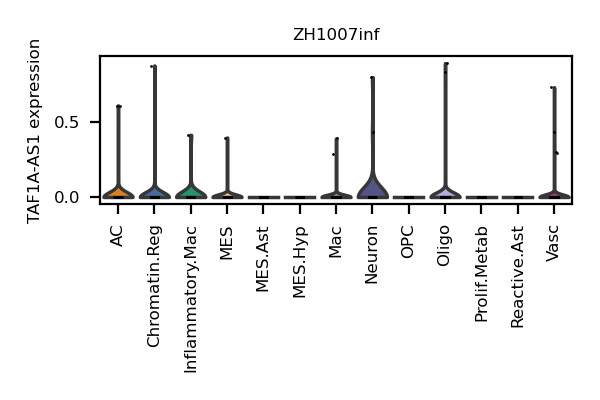 ZH1007inf
TAF1A-AS1 expression
0.5
0.0
AC
Chromatin.Reg
Inflammatory.Mac
MES
MES.Ast
MES.Hyp
Mac
Neuron
OPC
Oligo
Prolif.Metab
Reactive.Ast
Vasc